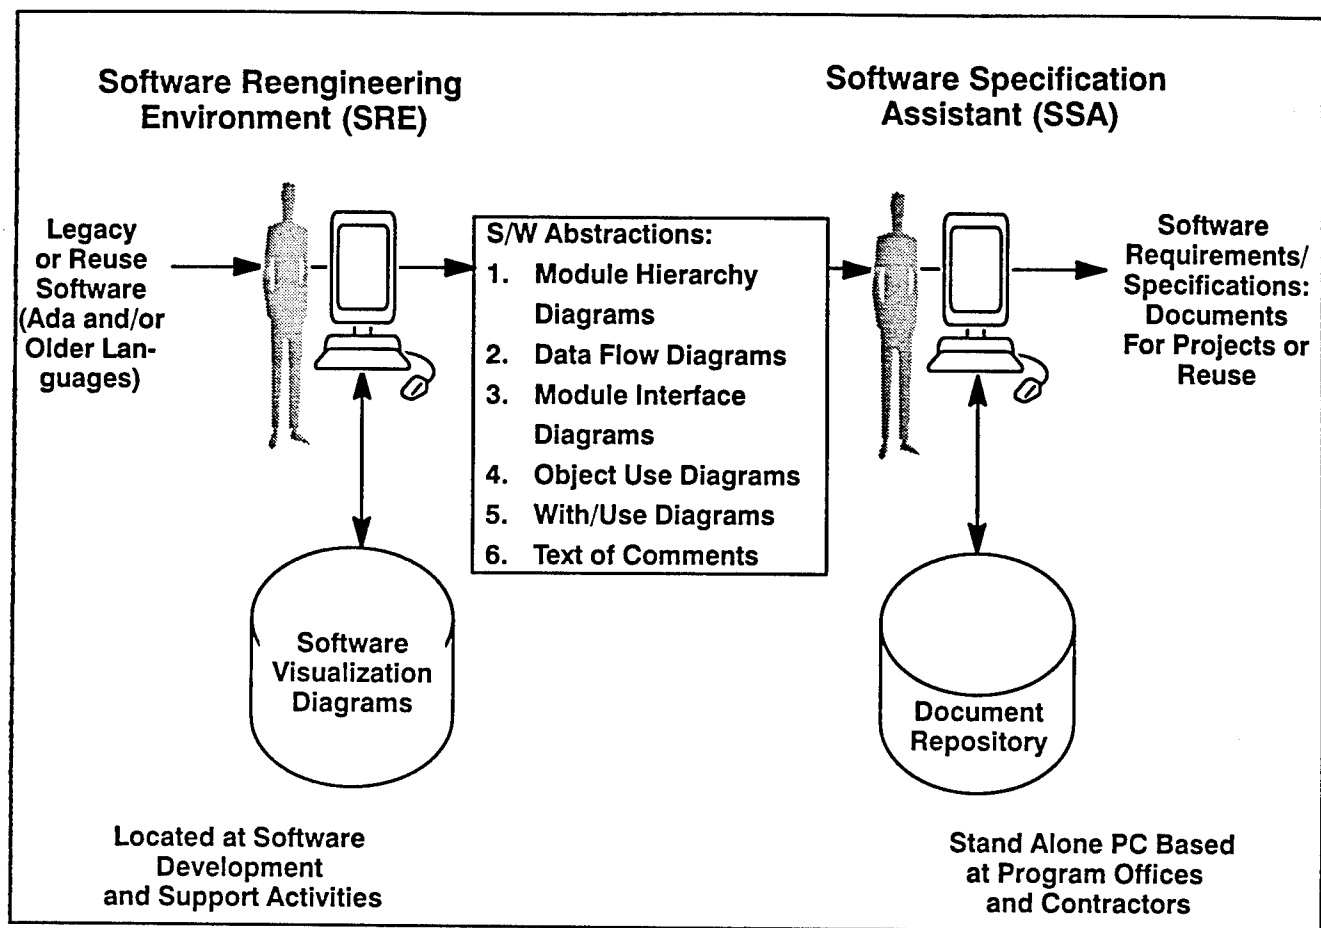 Software Reengineering
Environment (SRE)
Software Specification
Assistant (SSA)
Legacy
or Reuse
Software
(Ada and/or
Older Lan-
guages)
S/W Abstractions:
1. Module Hierarchy
Diagrams
2. Data Flow Diagrams
3. Module Interface
Diagrams
4. Object Use Diagrams
5. With/Use Diagrams
6. Text of Comments
Software
Requirements/
Specifications:
Documents
For Projects or
Reuse
Software
Visualization
Diagrams
Document
Repository
Located at Software
Development
and Support Activities
Stand Alone PC Based
at Program Offices
and Contractors